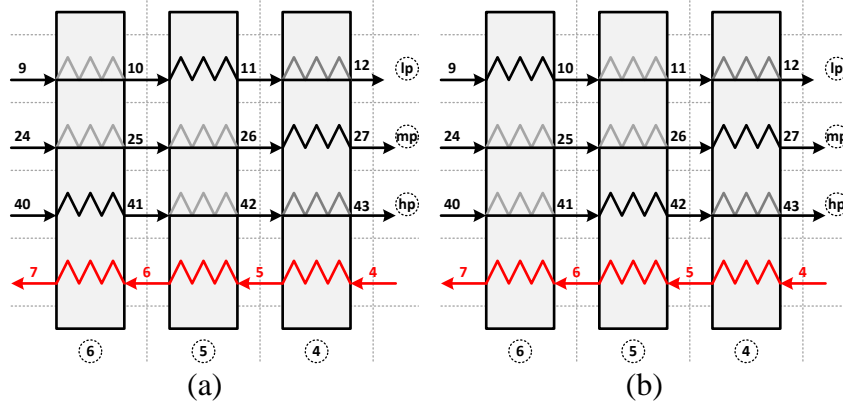 9 10 11 12 lp 9 10 11 12 lp
24 25 26 27 mp 24 25 26 27 mp
40 41 42 43 hp 40 41 42 43 hp
7 6 5 4 7 6 5 4
6 5 4 6 5 4
(a) (b)